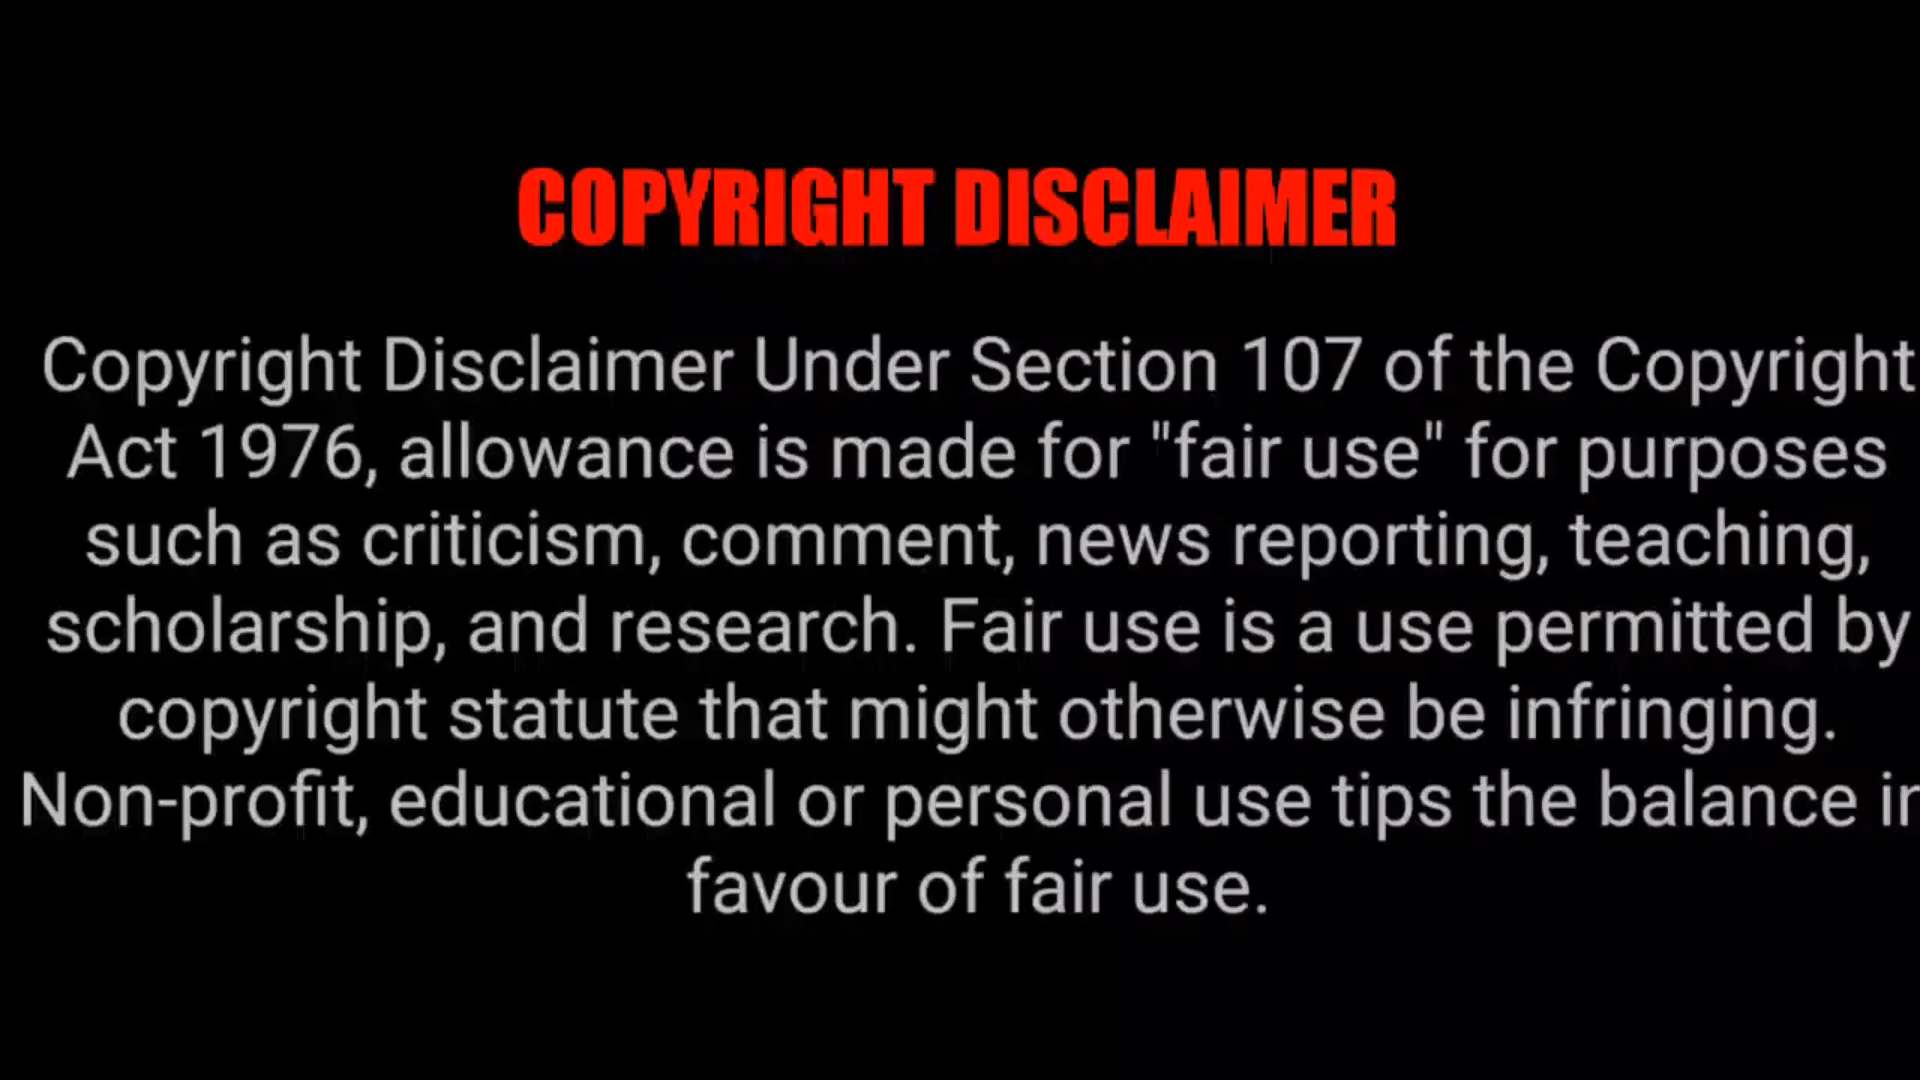 COPYRIGHT DISCLAIMER
Copyright Disclaimer Under Section 107 of the Copyright
Act 1976, allowance is made for "fair use" for purposes
such as criticism, comment, news reporting, teaching,
scholarship, and research. Fair use is a use permitted by
copyright statute that might otherwise be infringing.
Non-profit, educational or personal use tips the balance in
favour of fair use.